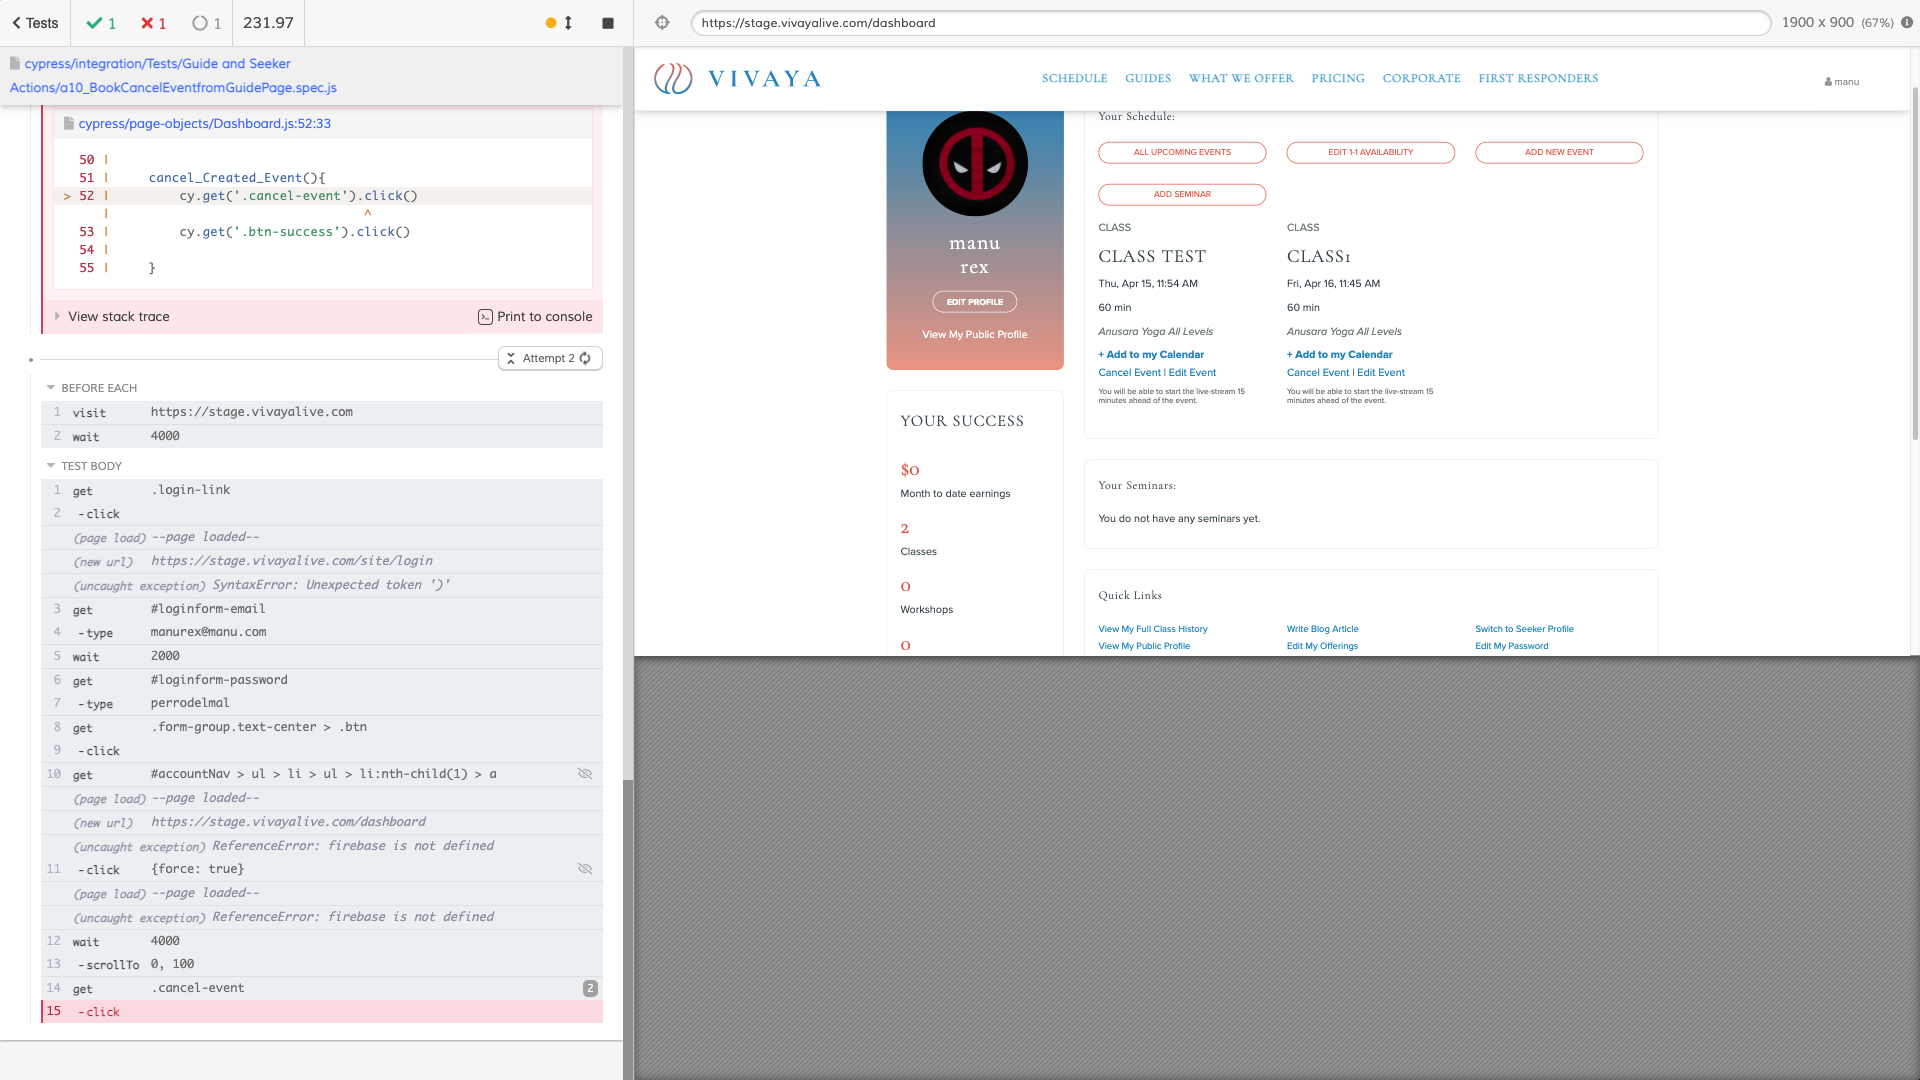 Tests
1
1
1
231.97
cypress/integration/Tests/Guide and Seeker
Actions/a10_BookCancelEventfromGuidePage.spec.js
cypress/page-objects/Dashboard.js:52:33
50 |
51 | cancel_Created_Event(){
> 52 | cy.get('.cancel-event').click()
| ^
53 | cy.get('.btn-success').click()
54 |
55 | }
View stack trace
Print to console
Attempt 2
BEFORE EACH
1 visit https://stage.vivayalive.com
2 wait 4000
TEST BODY
1 get .login-link
2 -click
(page load) --page loaded--
(new url) https://stage.vivayalive.com/site/login
(uncaught exception) SyntaxError: Unexpected token ')'
3 get #loginform-email
4 -type manurex@manu.com
5 wait 2000
6 get #loginform-password
7 -type perrodelmal
8 get .form-group.text-center > .btn
9 -click
10 get #accountNav > ul > li > ul > li:nth-child(1) > a
(page load) --page loaded--
(new url) https://stage.vivayalive.com/dashboard
(uncaught exception) ReferenceError: firebase is not defined
11 -click {force: true}
(page load) --page loaded--
(uncaught exception) ReferenceError: firebase is not defined
12 wait 4000
13 -scrollTo 0, 100
14 get .cancel-event 2
15 -click
https://stage.vivayalive.com/dashboard
1900 x 900 (67%)
VIVAYA
SCHEDULE GUIDES WHAT WE OFFER PRICING CORPORATE FIRST RESPONDERS
manu
manu
rex
EDIT PROFILE
View My Public Profile
YOUR SUCCESS
$0
Month to date earnings
2
Classes
0
Workshops
0
Your Schedule:
ALL UPCOMING EVENTS
EDIT 1-1 AVAILABILITY
ADD NEW EVENT
ADD SEMINAR
CLASS
CLASS TEST
Thu, Apr 15, 11:54 AM
60 min
Anusara Yoga All Levels
+ Add to my Calendar
Cancel Event | Edit Event
You will be able to start the live-stream 15
minutes ahead of the event.
CLASS
CLASS1
Fri, Apr 16, 11:45 AM
60 min
Anusara Yoga All Levels
+ Add to my Calendar
Cancel Event | Edit Event
You will be able to start the live-stream 15
minutes ahead of the event.
Your Seminars:
You do not have any seminars yet.
Quick Links
View My Full Class History
Write Blog Article
Switch to Seeker Profile
View My Public Profile
Edit My Offerings
Edit My Password